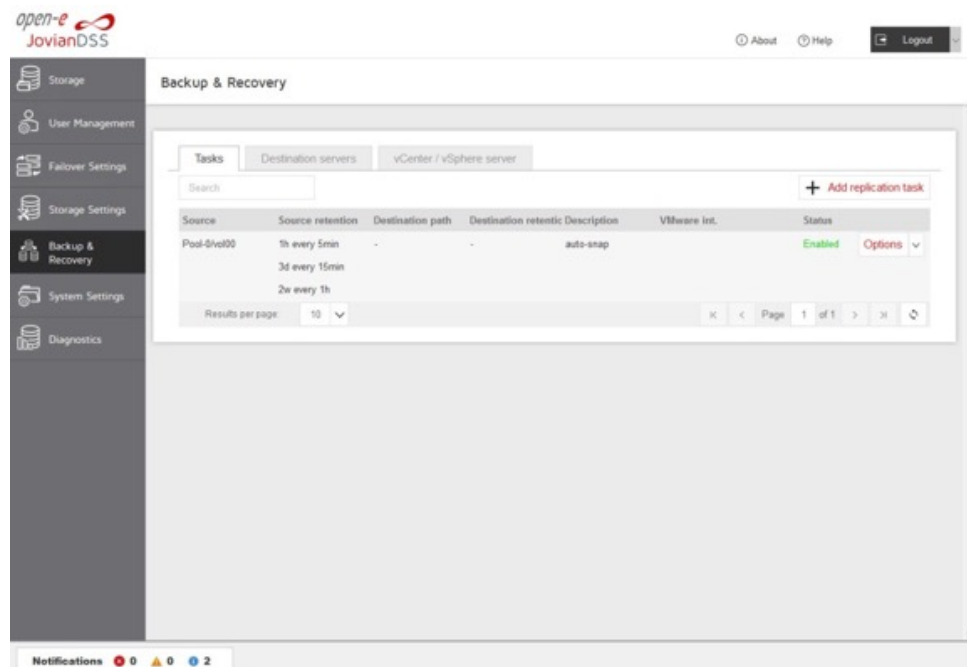 open-e
JovianDSS
About Help Logout
Storage
User Management
Failover Settings
Storage Settings
Backup &
Recovery
System Settings
Diagnostics
Backup & Recovery
Tasks Destination servers vCenter / vSphere server
Search
Add replication task
Source Source retention Destination path Destination retentic Description VMware int. Status
Pool-0/vol00 1h every 5min - - auto-snap Enabled Options
3d every 15min
2w every 1h
Results per page: 10 Page 1 of 1
Notifications 0 0 2